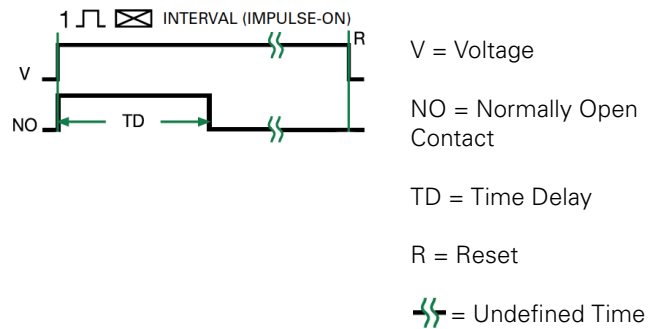 1 INTERVAL (IMPULSE-ON)
R
V
NO
TD
V = Voltage
NO = Normally Open
Contact
TD = Time Delay
R = Reset
= Undefined Time